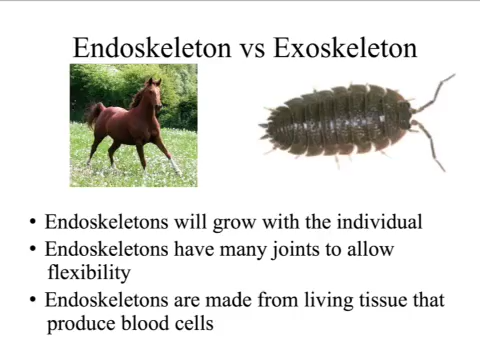 Endoskeleton vs Exoskeleton
• Endoskeletons will grow with the individual
• Endoskeletons have many joints to allow
flexibility
• Endoskeletons are made from living tissue that
produce blood cells